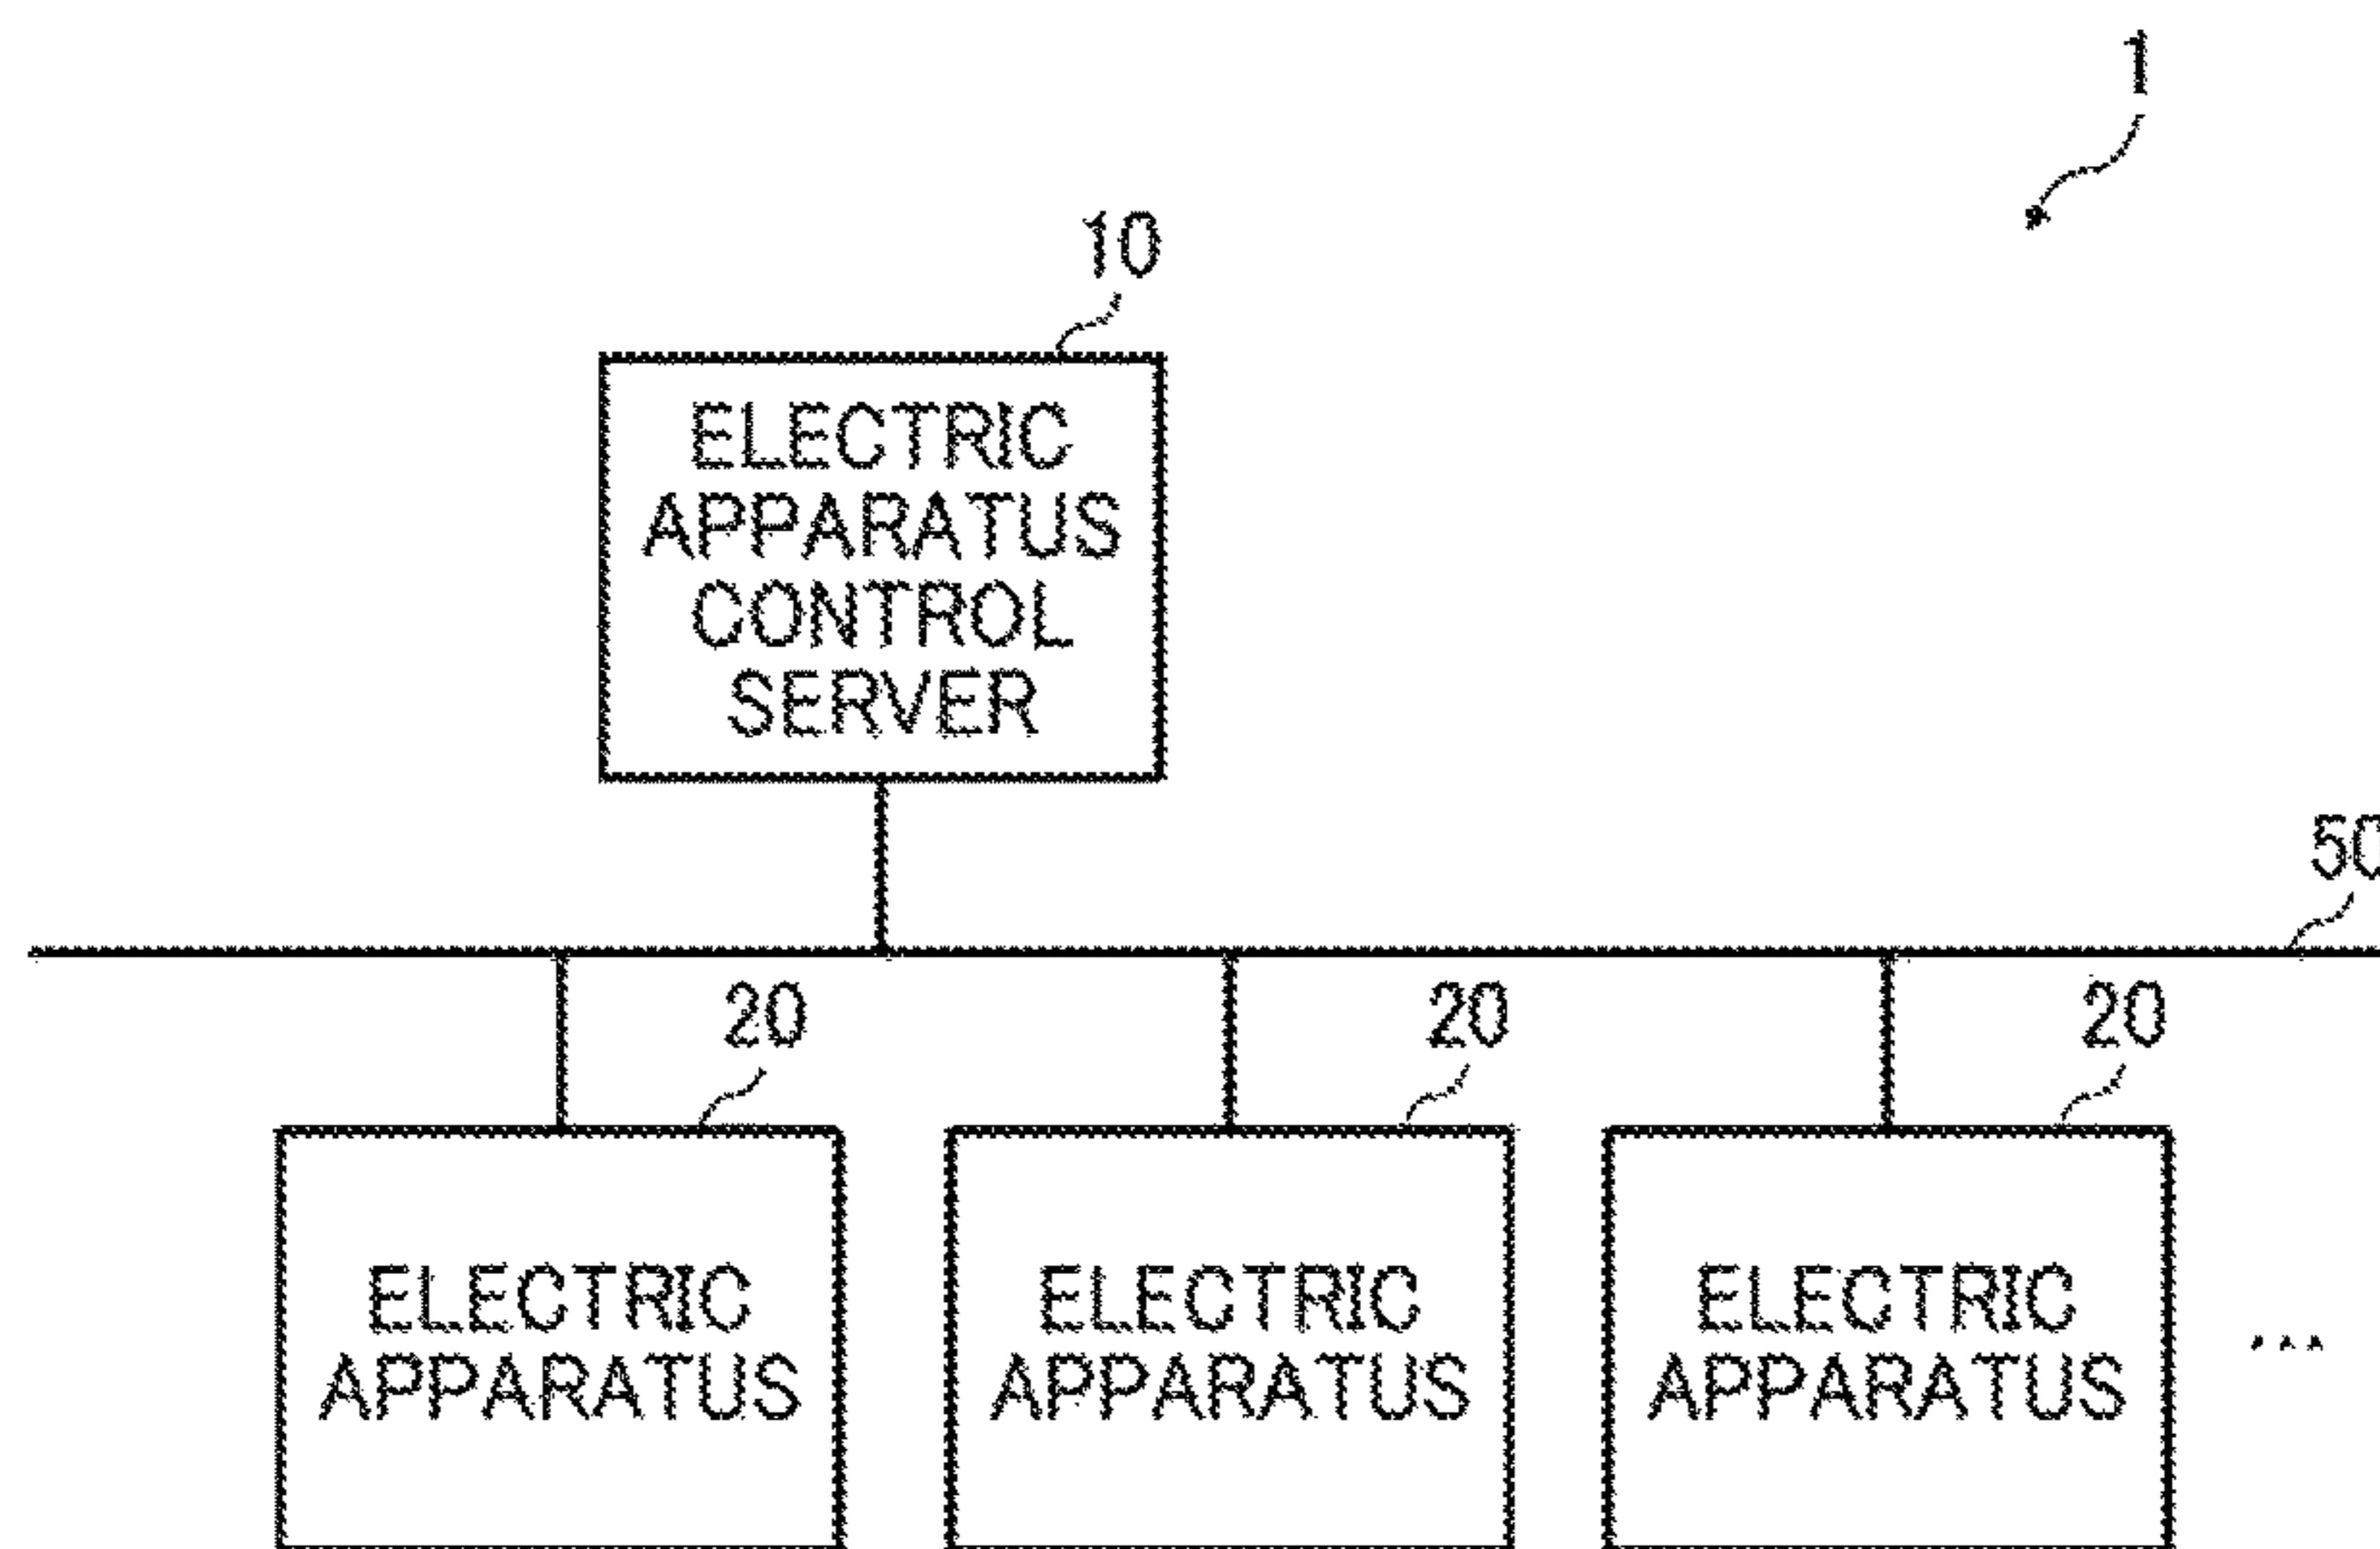 1
10
ELECTRIC
APPARATUS
CONTROL
SERVER
50
20 20 20
ELECTRIC ELECTRIC ELECTRIC
APPARATUS APPARATUS APPARATUS ...